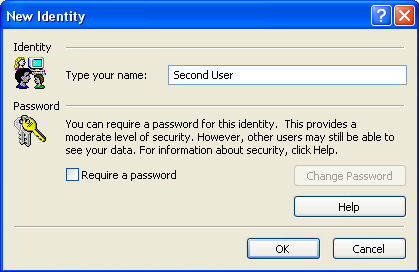 New Identity
Identity
Type your name: Second User
Password
You can require a password for this identity. This provides a
moderate level of security. However, other users may still be able to
see your data. For information about security, click Help.
Require a password Change Password
Help
OK Cancel